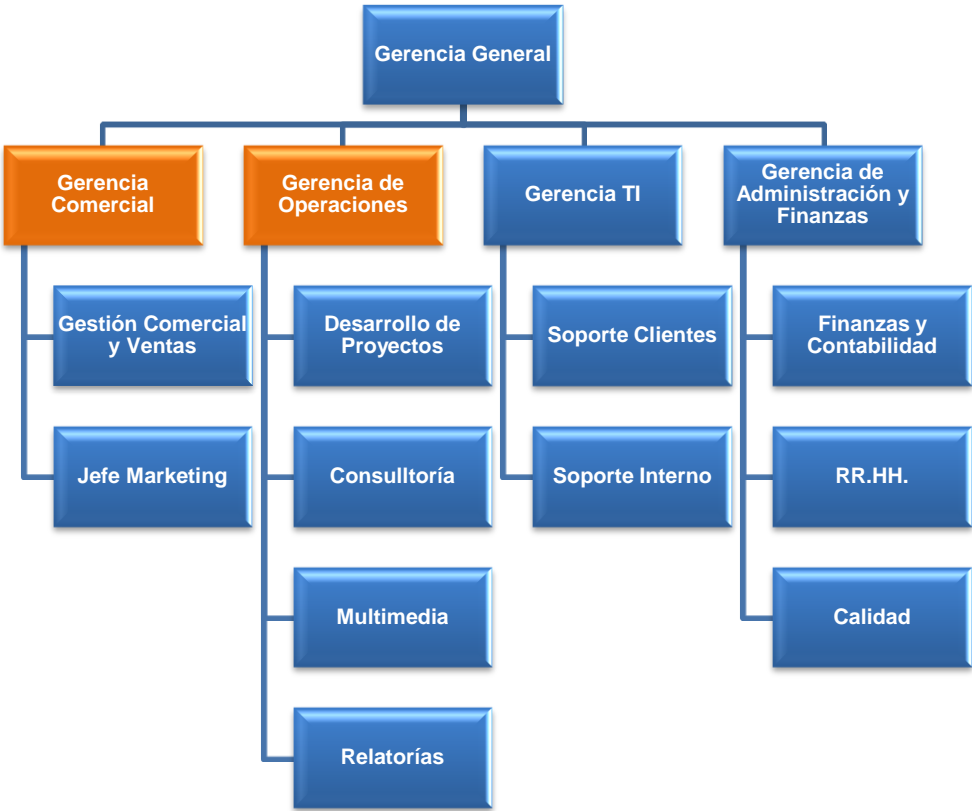 Gerencia General
Gerencia
Comercial
Gerencia de
Operaciones
Gerencia TI
Gerencia de
Administración y
Finanzas
Gestión Comercial
y Ventas
Desarrollo de
Proyectos
Soporte Clientes
Finanzas y
Contabilidad
Jefe Marketing
Consulltoría
Soporte Interno
RR.HH.
Multimedia
Calidad
Relatorías